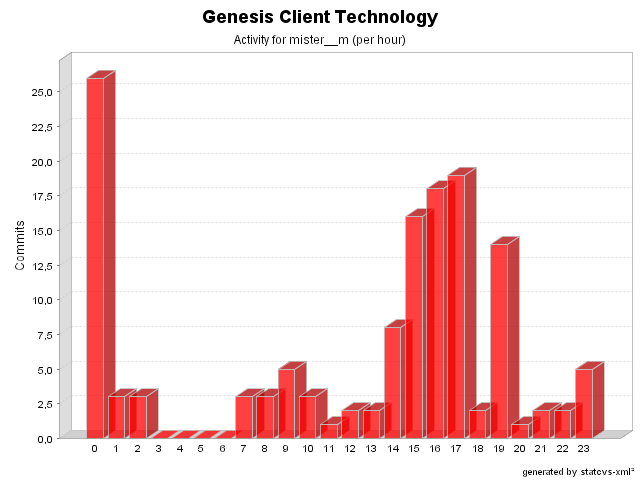 Genesis Client Technology
Activity for mister__m (per hour)
25,0
22,5
20,0
17,5
15,0
12,5
10,0
7,5
5,0
2,5
0,0
Commits
0 1 2 3 4 5 6 7 8 9 10 11 12 13 14 15 16 17 18 19 20 21 22 23
generated by statcvs-xml²